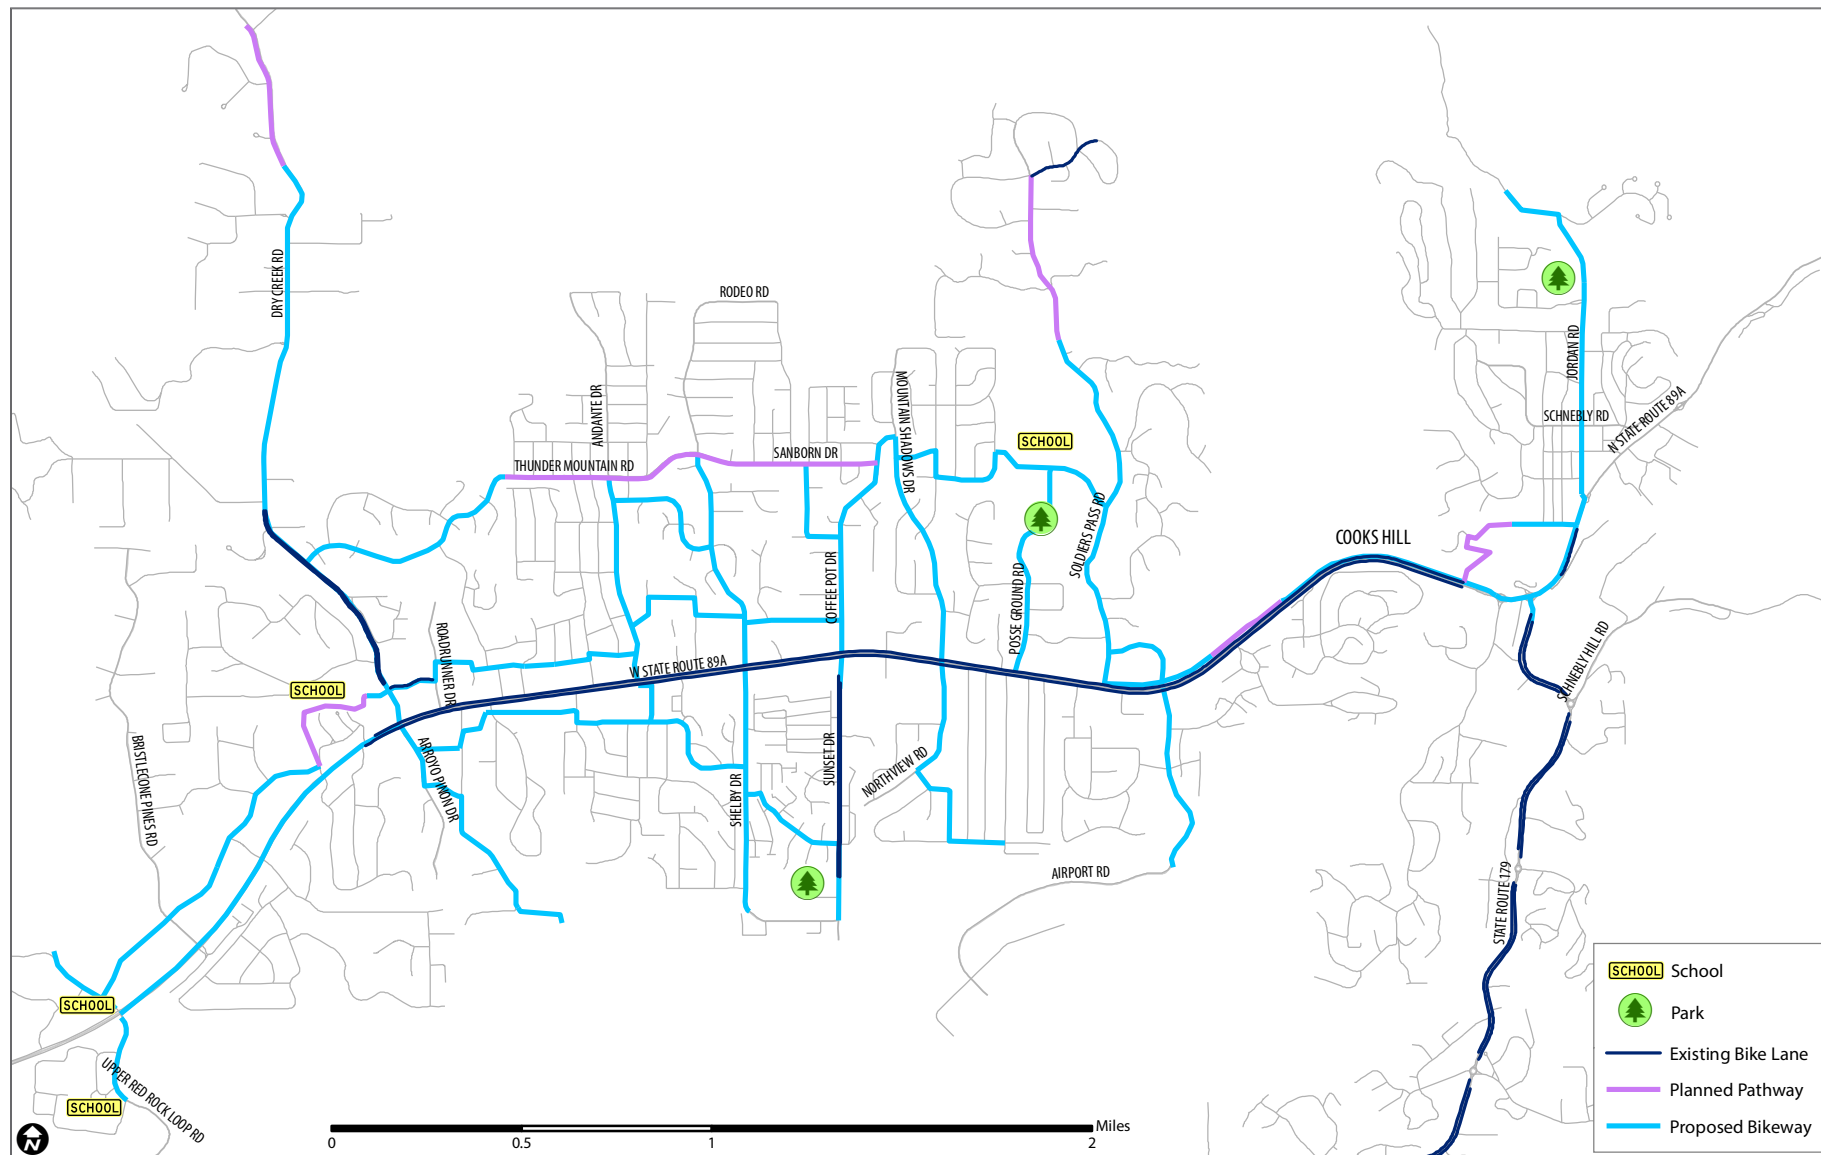 DRY CREEK RD
RODEO RD
ANDANTE DR
MOUNTAIN SHADOWS DR
JORDAN RD
SCHNEBLY RD
N STATE ROUTE 89A
SCHOOL
SANBORN DR
THUNDER MOUNTAIN RD
SOLDIERS PASS RD
COOKS HILL
COFFEE POT DR
POSSE GROUND RD
ROADRUNNER DR
W STATE ROUTE 89A
SCHNEBLY HILL RD
SCHOOL
BRISTLECONE PINES RD
ARROYO PINON DR
SHELBY DR
SUNSET DR
NORTHVIEW RD
AIRPORT RD
STATE ROUTE 179
SCHOOL
UPPER RED ROCK LOOP RD
SCHOOL
N
0
0.5
1
2
Miles
SCHOOL School
Park
Existing Bike Lane
Planned Pathway
Proposed Bikeway